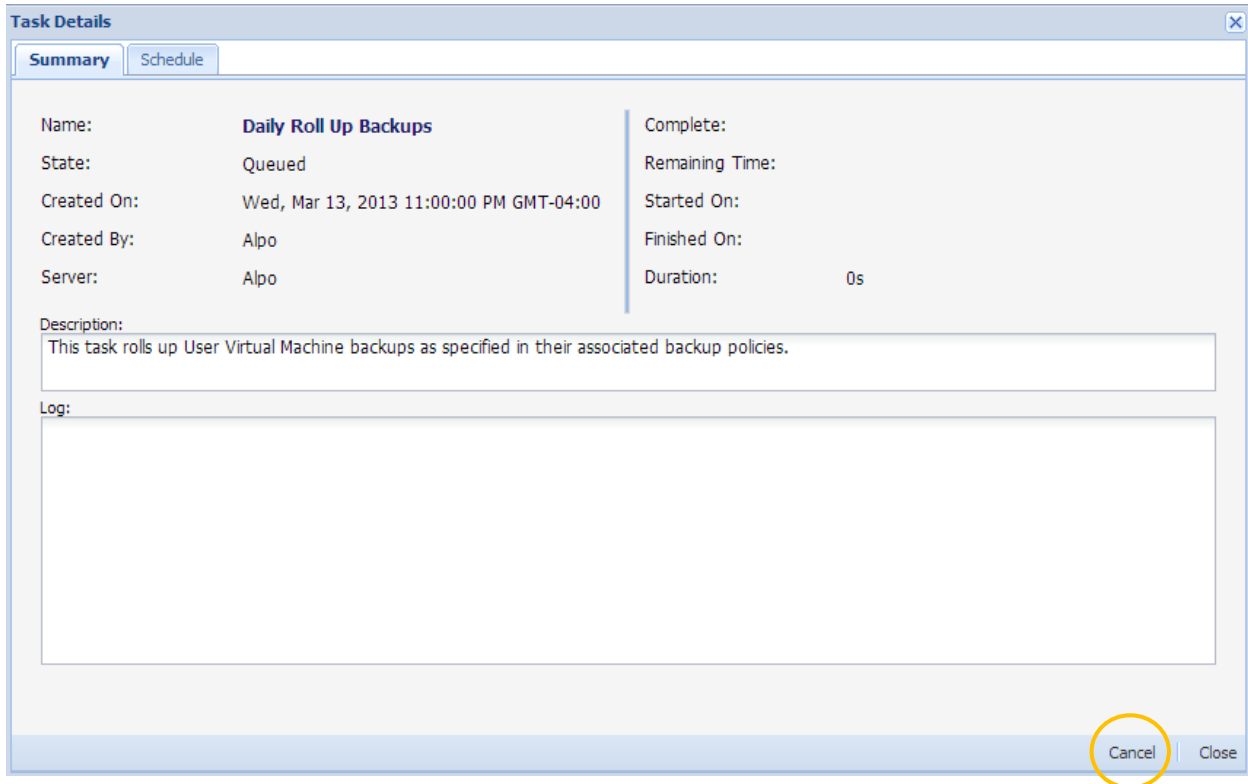 Task Details
Summary
Schedule
Name: Daily Roll Up Backups
State: Queued
Created On: Wed, Mar 13, 2013 11:00:00 PM GMT-04:00
Created By: Alpo
Server: Alpo
Complete:
Remaining Time:
Started On:
Finished On:
Duration: 0s
Description:
This task rolls up User Virtual Machine backups as specified in their associated backup policies.
Log:
Cancel
Close